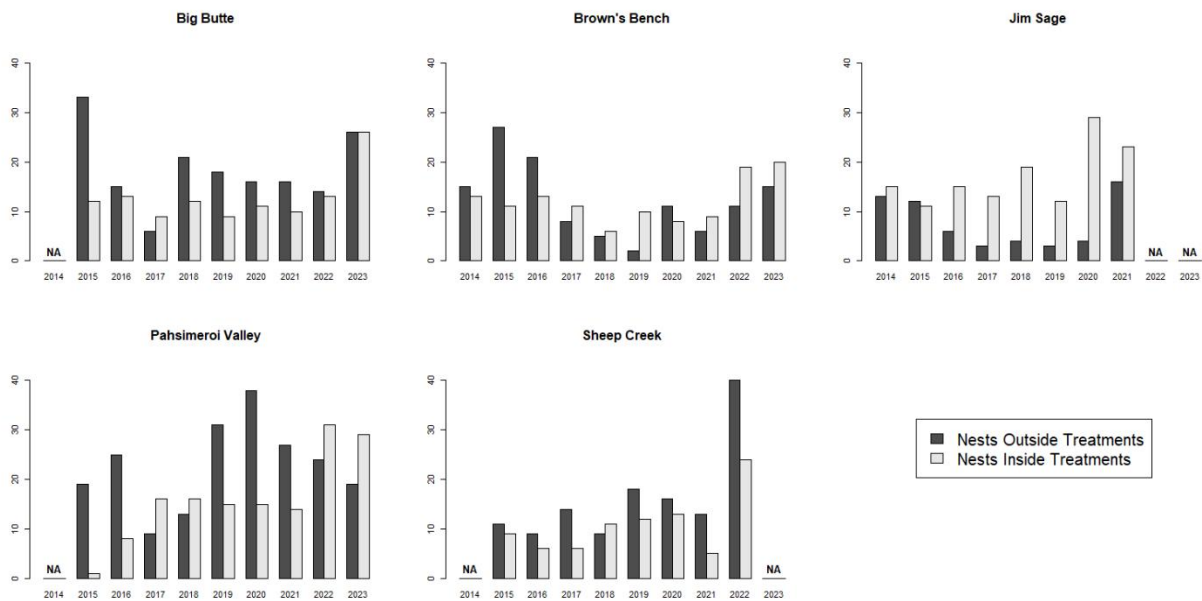 Big Butte
40
30
20
10
0
NA
2014 2015 2016 2017 2018 2019 2020 2021 2022 2023
Brown's Bench
40
30
20
10
0
2014 2015 2016 2017 2018 2019 2020 2021 2022 2023
Jim Sage
40
30
20
10
0
NA NA
2014 2015 2016 2017 2018 2019 2020 2021 2022 2023
Pahsimeroi Valley
40
30
20
10
0
NA
2014 2015 2016 2017 2018 2019 2020 2021 2022 2023
Sheep Creek
40
30
20
10
0
NA NA
2014 2015 2016 2017 2018 2019 2020 2021 2022 2023
Nests Outside Treatments
Nests Inside Treatments